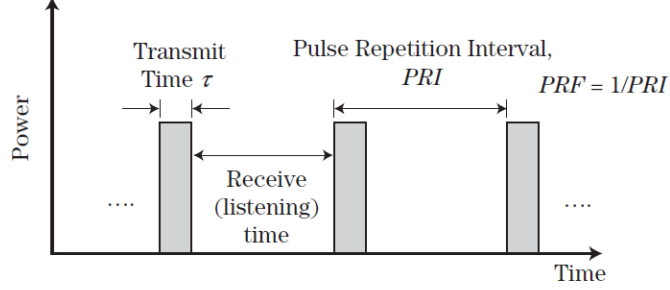 Transmit
Time τ
Pulse Repetition Interval,
PRI
PRF = 1/PRI
Power
Receive
(listening)
time
....
....
Time